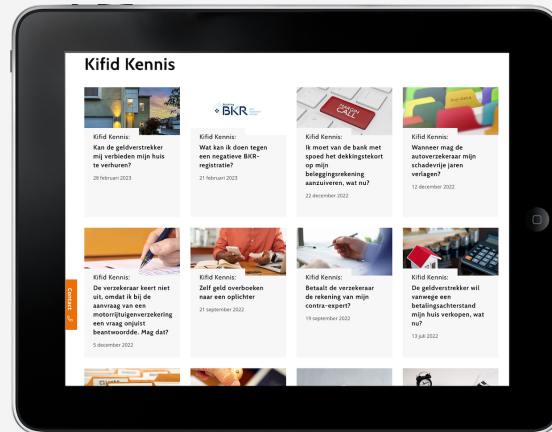 Kifid Kennis
BKR
MARGIN
CALL
Kifid Kennis:
Kan de geldverstrekker
mij verbieden mijn huis
te verhuren?
28 februari 2023
Kifid Kennis:
Wat kan ik doen tegen
een negatieve BKR-
registratie?
21 februari 2023
Kifid Kennis:
Ik moet van de bank met
spoed het dekkingstekort
op mijn
beleggingsrekening
aanzuiveren, wat nu?
22 december 2022
Kifid Kennis:
Wanneer mag de
autoverzekeraar mijn
schadevrije jaren
verlagen?
12 december 2022
Kifid Kennis:
De verzekeraar keert niet
uit, omdat ik bij de
aanvraag van een
motorrijtuigenverzekering
een vraag onjuist
beantwoordde. Mag dat?
5 december 2022
Kifid Kennis:
Zelf geld overboeken
naar een oplichter
21 september 2022
Kifid Kennis:
Betaalt de verzekeraar
de rekening van mijn
contra-expert?
19 september 2022
Kifid Kennis:
De geldverstrekker wil
vanwege een
betalingsachterstand
mijn huis verkopen, wat
nu?
13 juli 2022
Contact